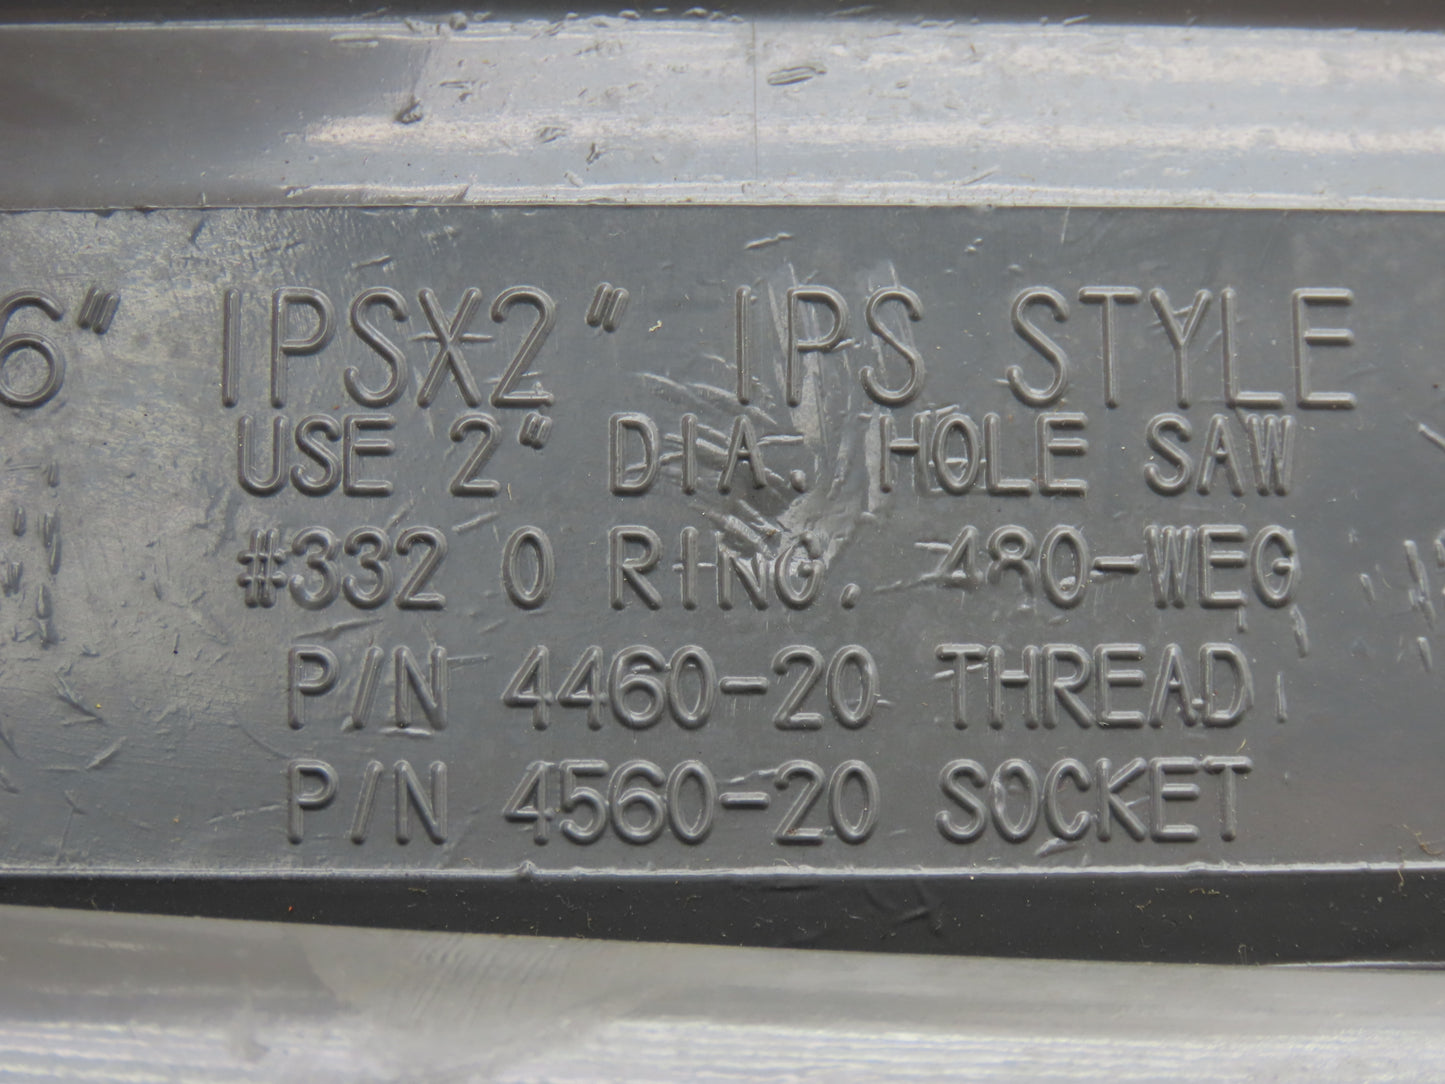 6" IPSX2" IPS STYLE
USE 2" DIA. HOLE SAW
#332 O RING. 480-WEG
P/N 4460-20 THREAD
P/N 4560-20 SOCKET